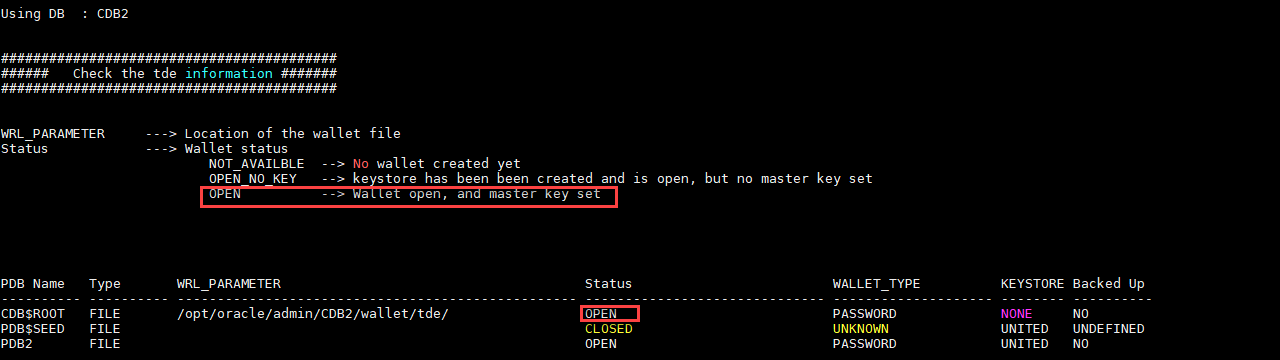 Using DB  : CDB2
##########################################
######   Check the tde information #######
##########################################
WRL_PARAMETER     ---> Location of the wallet file
Status            ---> Wallet status
NOT_AVAILBLE  --> No wallet created yet
OPEN_NO_KEY   --> keystore has been been created and is open, but no master key set
OPEN          --> Wallet open, and master key set
PDB Name   Type       WRL_PARAMETER                                      Status                         WALLET_TYPE          KEYSTORE Backed Up
---------- ---------- -------------------------------------------------- ------------------------------ -------------------- -------- ----------
CDB$ROOT   FILE       /opt/oracle/admin/CDB2/wallet/tde/                 OPEN                           PASSWORD             NONE     NO
PDB$SEED   FILE                                                          CLOSED                         UNKNOWN              UNITED   UNDEFINED
PDB2       FILE                                                          OPEN                           PASSWORD             UNITED   NO